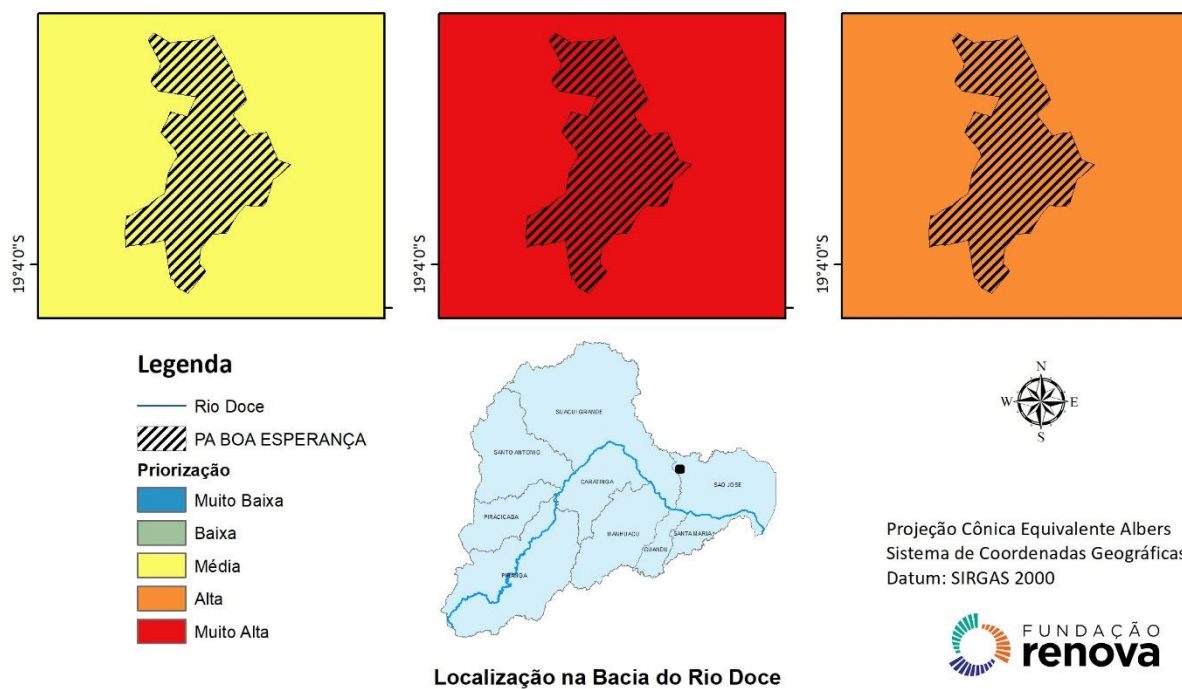 19°4'0"S
19°4'0"S
19°4'0"S
Legenda
Rio Doce
PA BOA ESPERANÇA
Priorização
Muito Baixa
Baixa
Média
Alta
Muito Alta
SUACUI GRANDE
SANTO ANTONIO
CARATINGA
SAO JOSE
PIRACICABA
MANHUACU
GUANDU
SANTA MARIA
PIRANGA
Localização na Bacia do Rio Doce
N
W E
S
Projeção Cônica Equivalente Albers
Sistema de Coordenadas Geográficas
Datum: SIRGAS 2000
FUNDAÇÃO
renova